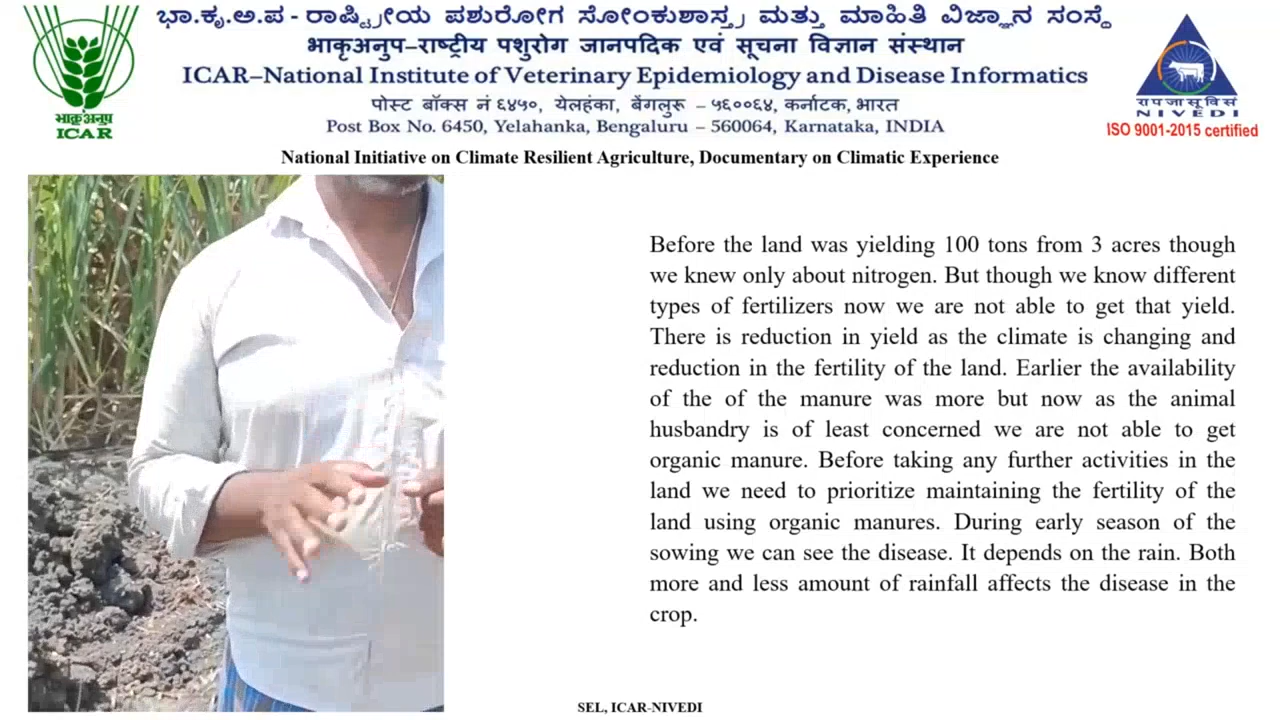 ಭಾ.ಕೃ.ಅ.ಪ - ರಾಷ್ಟ್ರೀಯ ಪಶುರೋಗ ಸೋಂಕುಶಾಸ್ತ್ರ ಮತ್ತು ಮಾಹಿತಿ ವಿಜ್ಞಾನ ಸಂಸ್ಥೆ
भाकृअनुप–राष्ट्रीय पशुरोग जानपदिक एवं सूचना विज्ञान संस्थान
ICAR–National Institute of Veterinary Epidemiology and Disease Informatics
पोस्ट बॉक्स नं ६४५०, येलहंका, बेंगलुरू – ५६००६४, कर्नाटक, भारत
Post Box No. 6450, Yelahanka, Bengaluru – 560064, Karnataka, INDIA
भाकृअनुप
ICAR
रापजासूविसं
NIVEDI
ISO 9001-2015 certified
National Initiative on Climate Resilient Agriculture, Documentary on Climatic Experience
Before the land was yielding 100 tons from 3 acres though
we knew only about nitrogen. But though we know different
types of fertilizers now we are not able to get that yield.
There is reduction in yield as the climate is changing and
reduction in the fertility of the land. Earlier the availability
of the of the manure was more but now as the animal
husbandry is of least concerned we are not able to get
organic manure. Before taking any further activities in the
land we need to prioritize maintaining the fertility of the
land using organic manures. During early season of the
sowing we can see the disease. It depends on the rain. Both
more and less amount of rainfall affects the disease in the
crop.
SEL, ICAR-NIVEDI